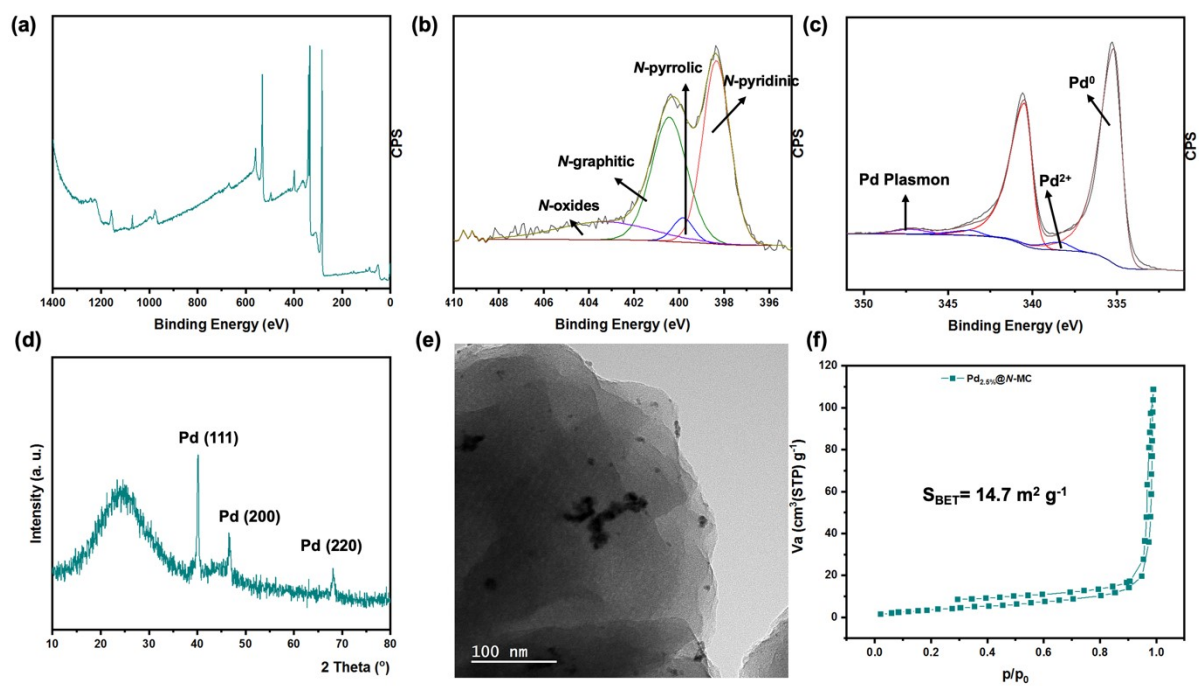 (a)
1400 1200 1000 800 600 400 200 0
Binding Energy (eV)
(b)
CPS
N-pyrrolic
N-pyridinic
N-graphitic
N-oxides
410 408 406 404 402 400 398 396
Binding Energy (eV)
(c)
CPS
Pd⁰
Pd²⁺
Pd Plasmon
350 345 340 335
Binding Energy (eV)
(d)
Intensity (a. u.)
Pd (111)
Pd (200)
Pd (220)
10 20 30 40 50 60 70 80
2 Theta (°)
(e)
100 nm
(f)
Va (cm³(STP) g⁻¹)
120
100
80
60
40
20
0
Pd₂.₅%@N-MC
S_BET= 14.7 m² g⁻¹
0.0 0.2 0.4 0.6 0.8 1.0
p/p₀